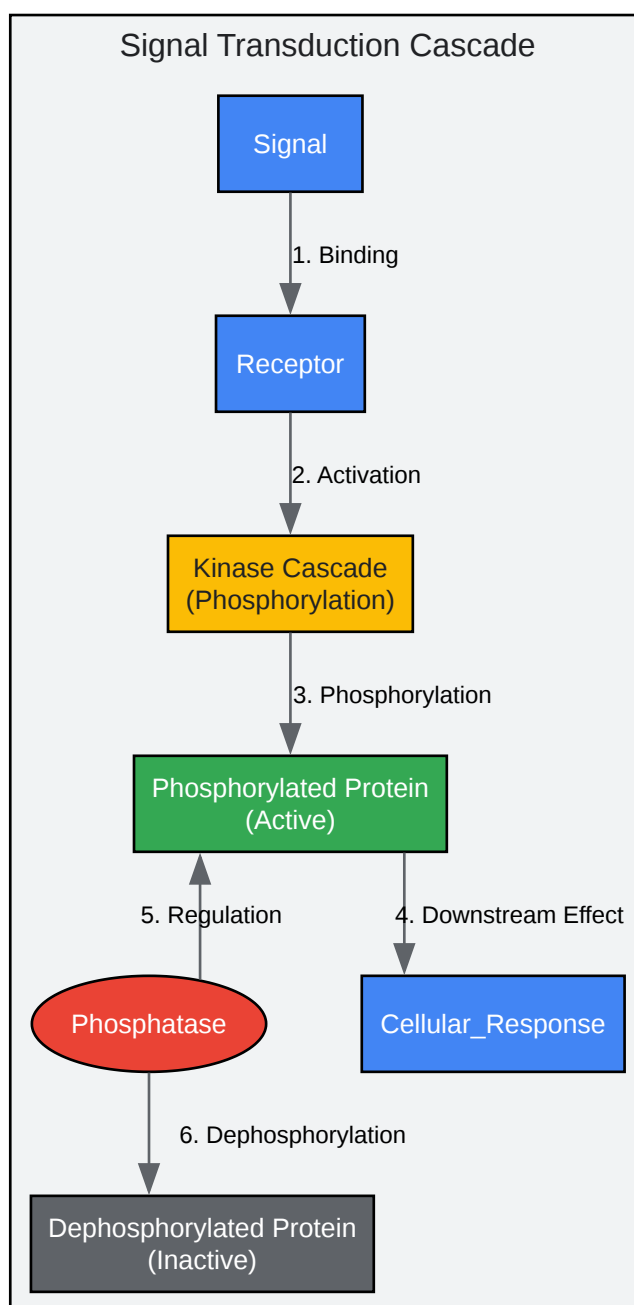 Signal Transduction Cascade
Signal
1. Binding
Receptor
2. Activation
Kinase Cascade
(Phosphorylation)
3. Phosphorylation
Phosphorylated Protein
(Active)
5. Regulation
4. Downstream Effect
Phosphatase
Cellular_Response
6. Dephosphorylation
Dephosphorylated Protein
(Inactive)